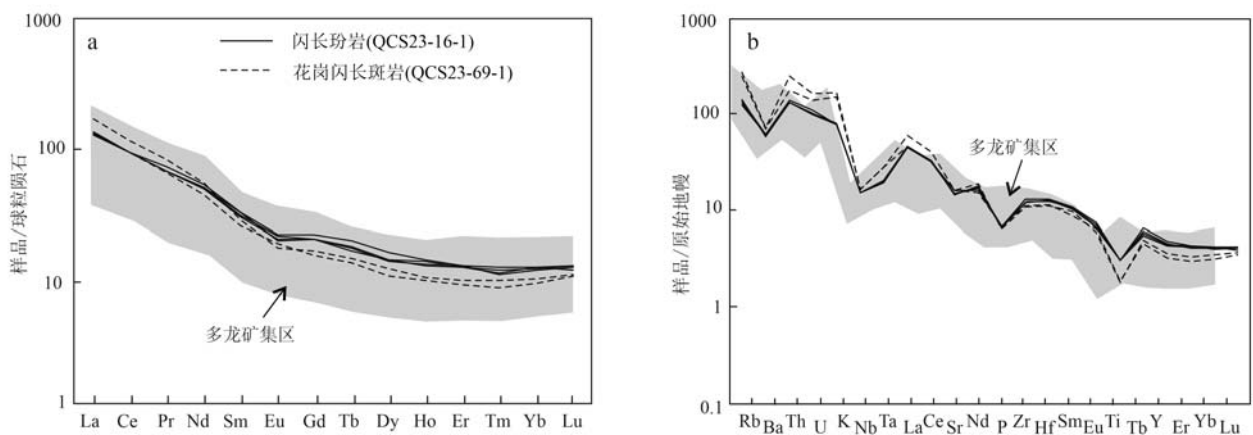 a
闪长玢岩(QCS23-16-1)
花岗闪长斑岩(QCS23-69-1)
多龙矿集区
样品/球粒陨石
1000
100
10
1
La Ce Pr Nd Sm Eu Gd Tb Dy Ho Er Tm Yb Lu
b
多龙矿集区
样品/原始地幔
1000
100
10
1
0.1
Rb Ba Th U K Nb Ta La Ce Sr Nd P Zr Hf Sm Eu Ti Tb Y Er Yb Lu